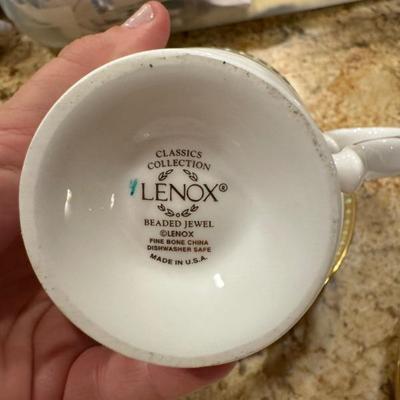 CLASSICS
COLLECTION
LENOX®
BEADED JEWEL
©LENOX
FINE BONE CHINA
DISHWASHER SAFE
MADE IN U.S.A.